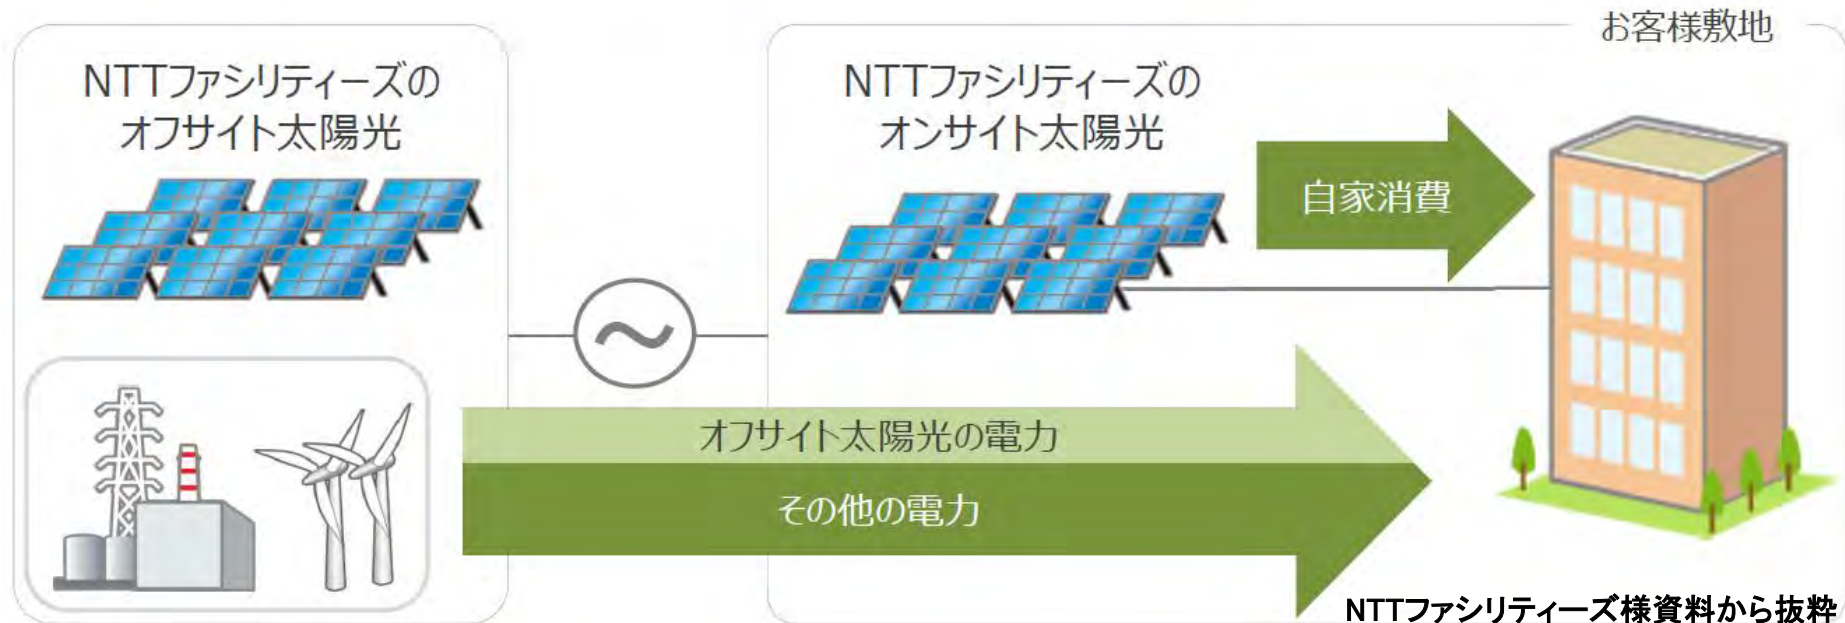 お客様敷地
NTTファシリティーズの
オフサイト太陽光
NTTファシリティーズの
オンサイト太陽光
自家消費
オフサイト太陽光の電力
その他の電力
NTTファシリティーズ様資料から抜粋